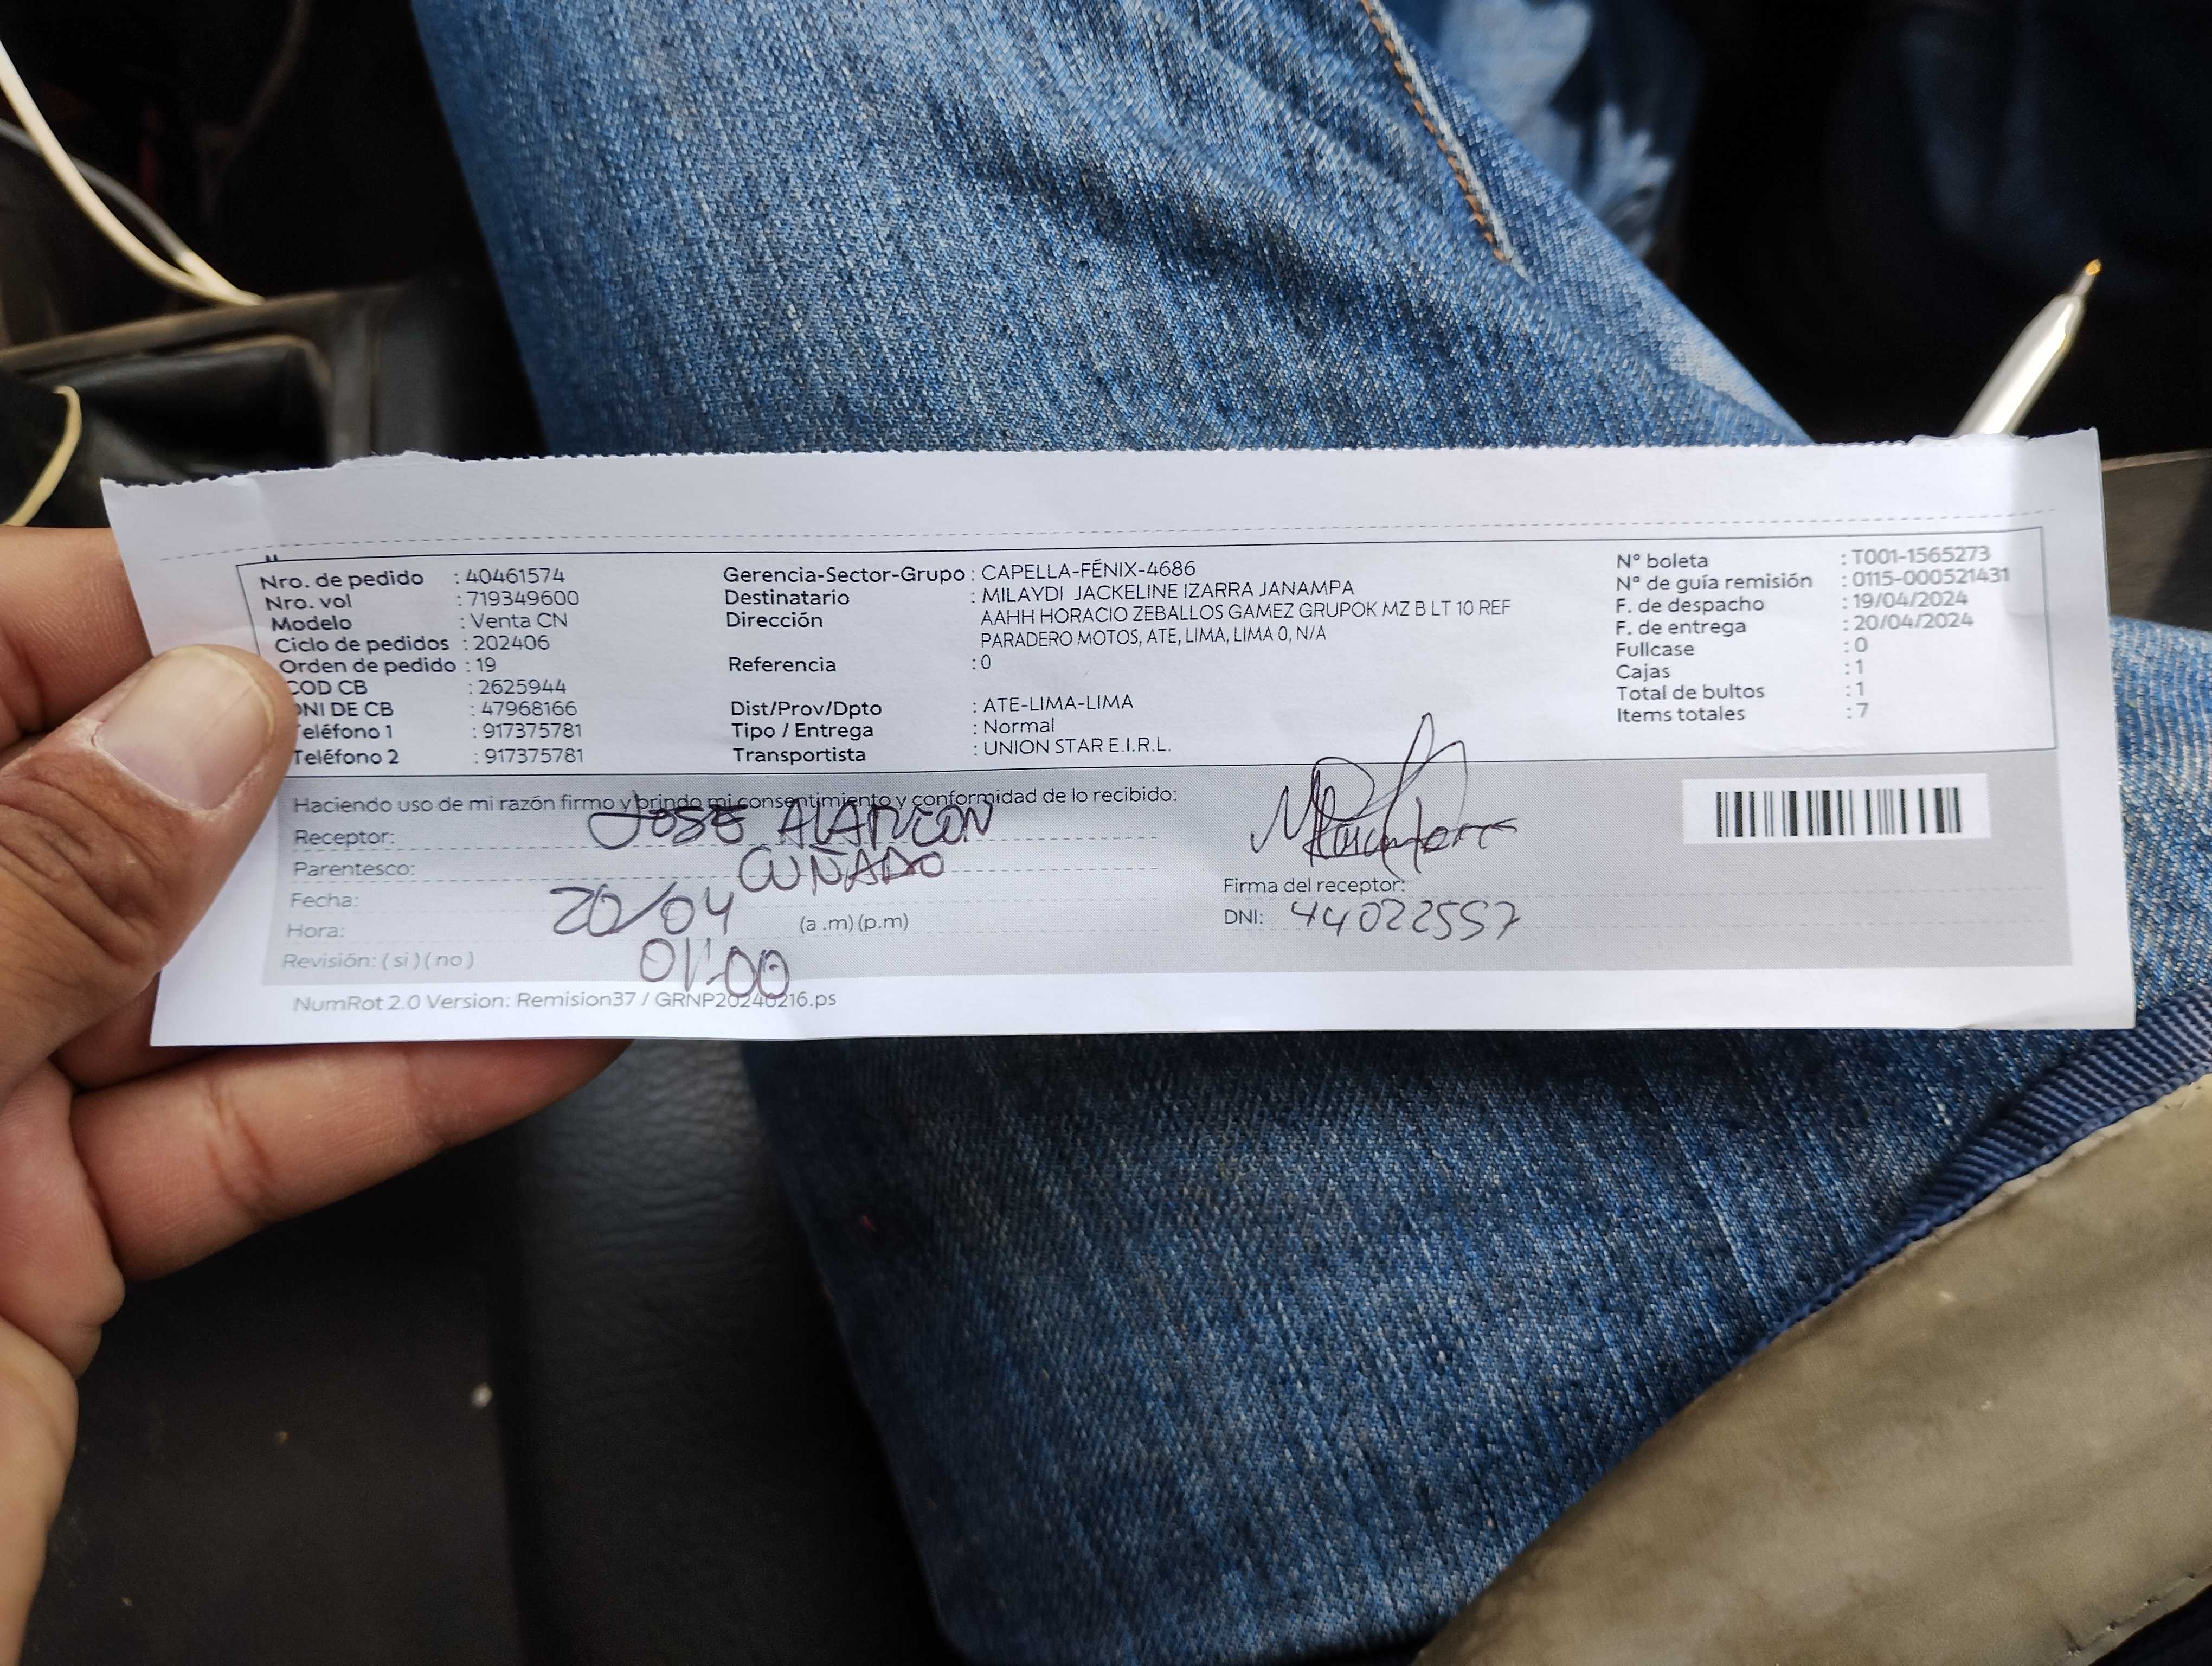 Nro. de pedido : 40461574
Nro. vol : 719349600
Modelo : Venta CN
Ciclo de pedidos : 202406
Orden de pedido : 19
COD CB : 2625944
DNI DE CB : 47968166
Teléfono 1 : 917375781
Teléfono 2 : 917375781
Gerencia-Sector-Grupo : CAPELLA-FÉNIX-4686
Destinatario : MILAYDI JACKELINE IZARRA JANAMPA
Dirección AAHH HORACIO ZEBALLOS GAMEZ GRUPOK MZ B LT 10 REF
PARADERO MOTOS, ATE, LIMA, LIMA 0, N/A
Referencia : 0
Dist/Prov/Dpto : ATE-LIMA-LIMA
Tipo / Entrega : Normal
Transportista : UNION STAR E.I.R.L.
N° boleta : T001-1565273
N° de guía remisión : 0115-000521431
F. de despacho : 19/04/2024
F. de entrega : 20/04/2024
Fullcase : 0
Cajas : 1
Total de bultos : 1
Items totales : 7
Haciendo uso de mi razón firmo y brindo mi consentimiento y conformidad de lo recibido:
Receptor: JOSE ALARCON
Parentesco: CUÑADO
Fecha: 20/04
Hora: 01:00 (a .m) (p.m)
Revisión: ( si ) ( no )
Firma del receptor:
DNI: 44022557
NumRot 2.0 Version: Remision37 / GRNP20240216.ps